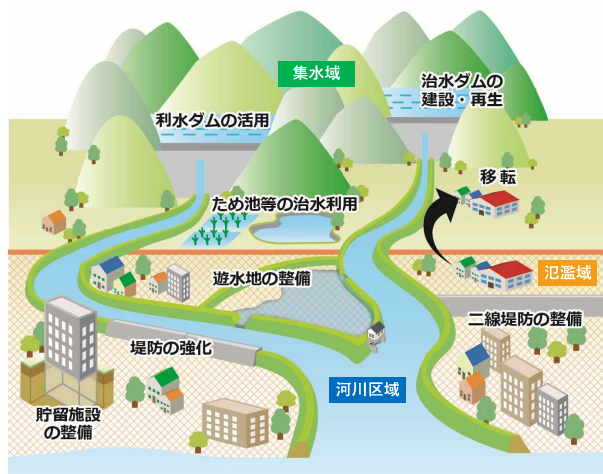 集水域
治水ダムの
建設・再生
利水ダムの活用
移転
ため池等の治水利用
氾濫域
遊水地の整備
二線堤防の整備
堤防の強化
河川区域
貯留施設
の整備